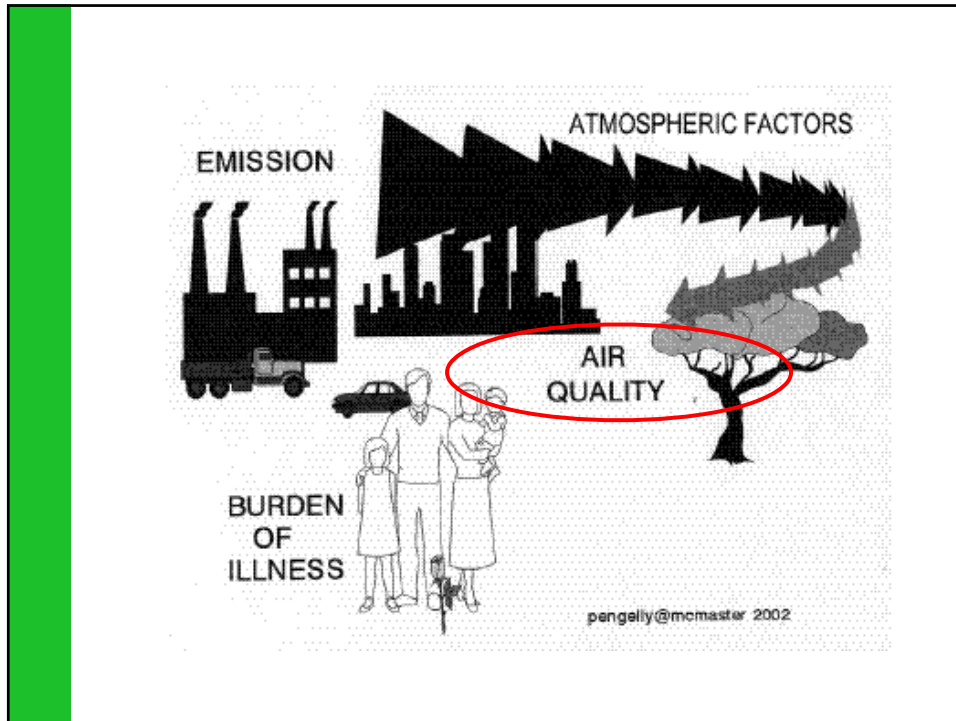 ATMOSPHERIC FACTORS
EMISSION
AIR
QUALITY
BURDEN
OF
ILLNESS
pengelly@mcmaster 2002